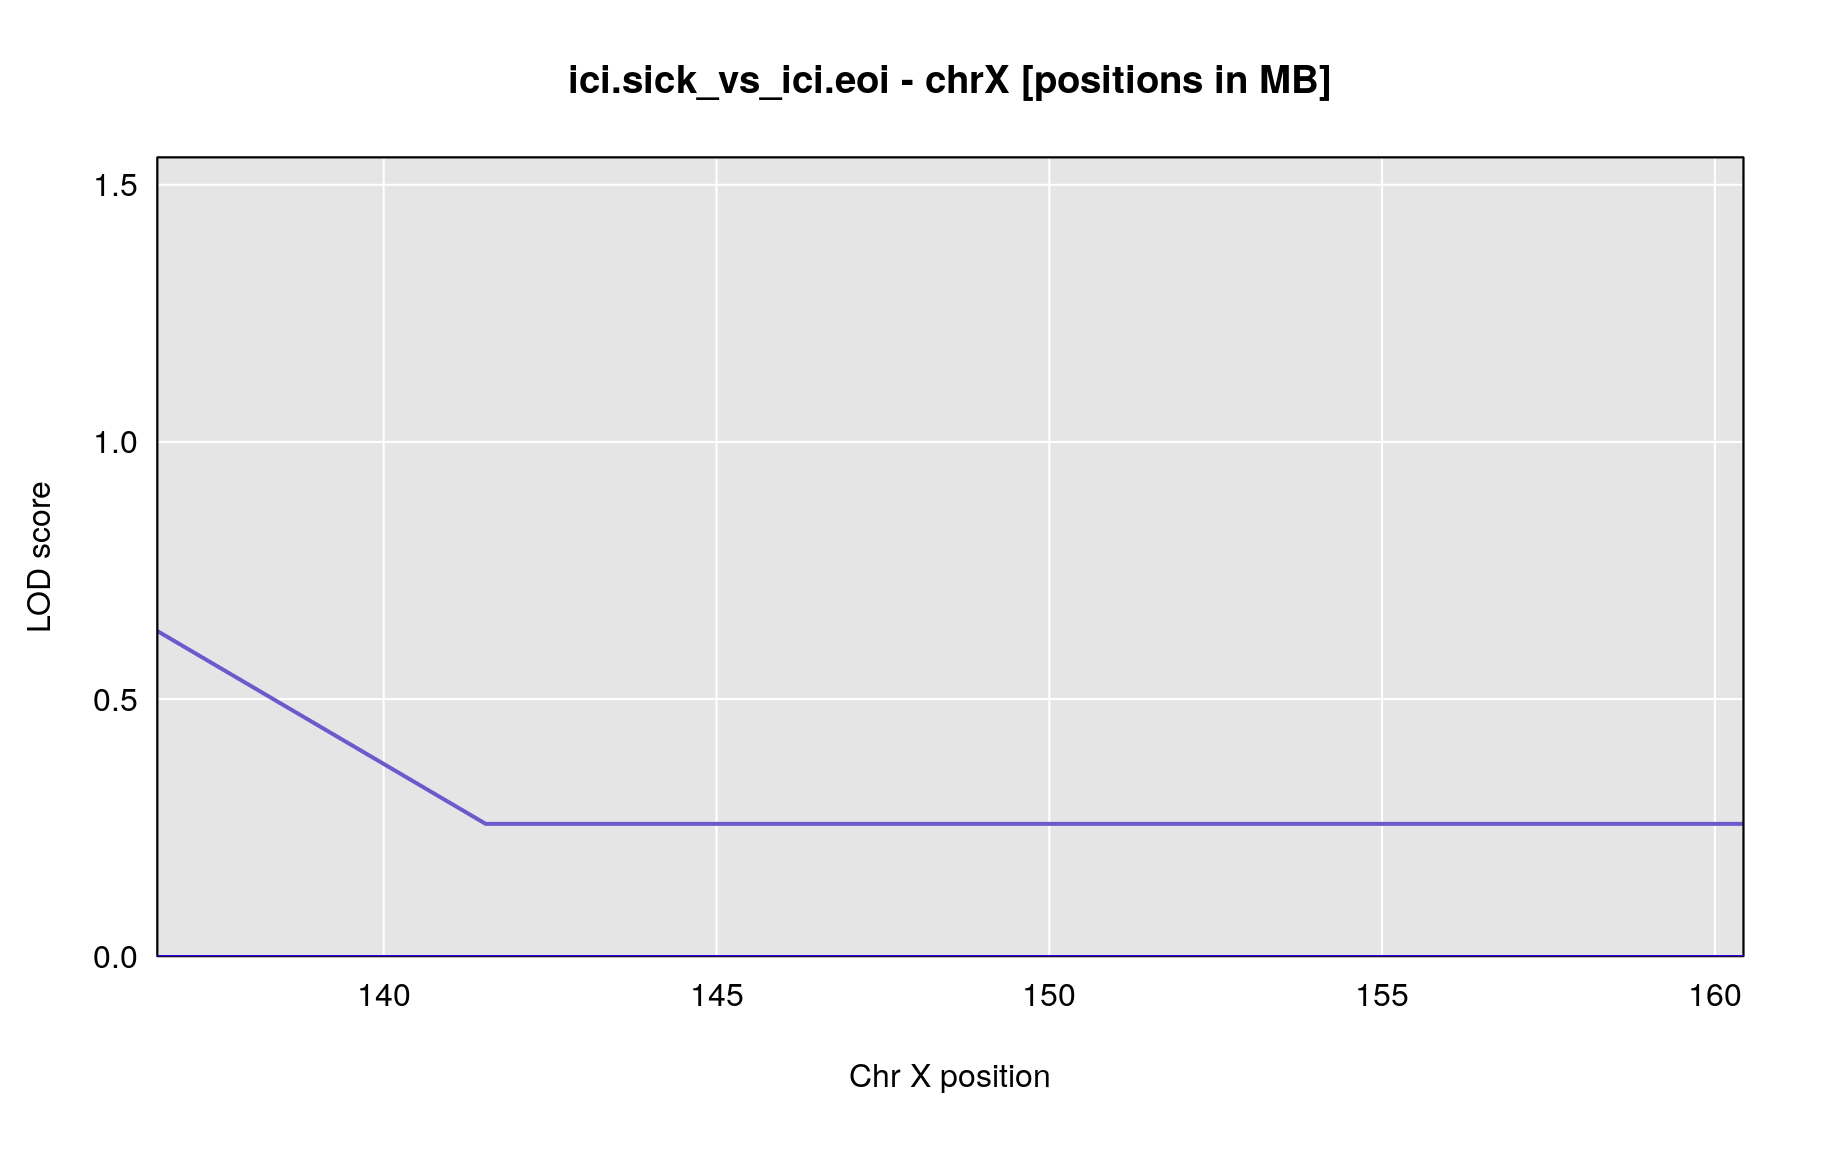 ici.sick_vs_ici.eoi - chrX [positions in MB]
1.5
1.0
0.5
0.0
LOD score
140 145 150 155 160
Chr X position